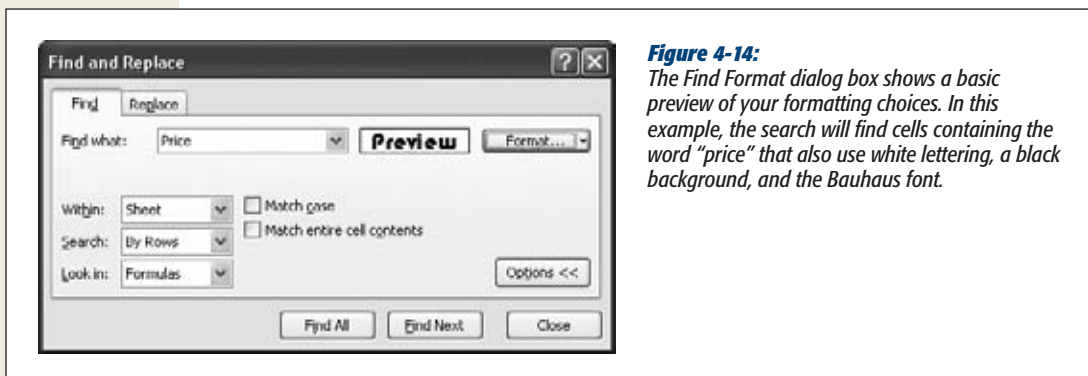 Find and Replace
Find
Replace
Find what:
Price
Preview
Format...
Within:
Sheet
Match case
Match entire cell contents
Search:
By Rows
Look in:
Formulas
Options <<
Find All
Find Next
Close
Figure 4-14:
The Find Format dialog box shows a basic
preview of your formatting choices. In this
example, the search will find cells containing the
word “price” that also use white lettering, a black
background, and the Bauhaus font.